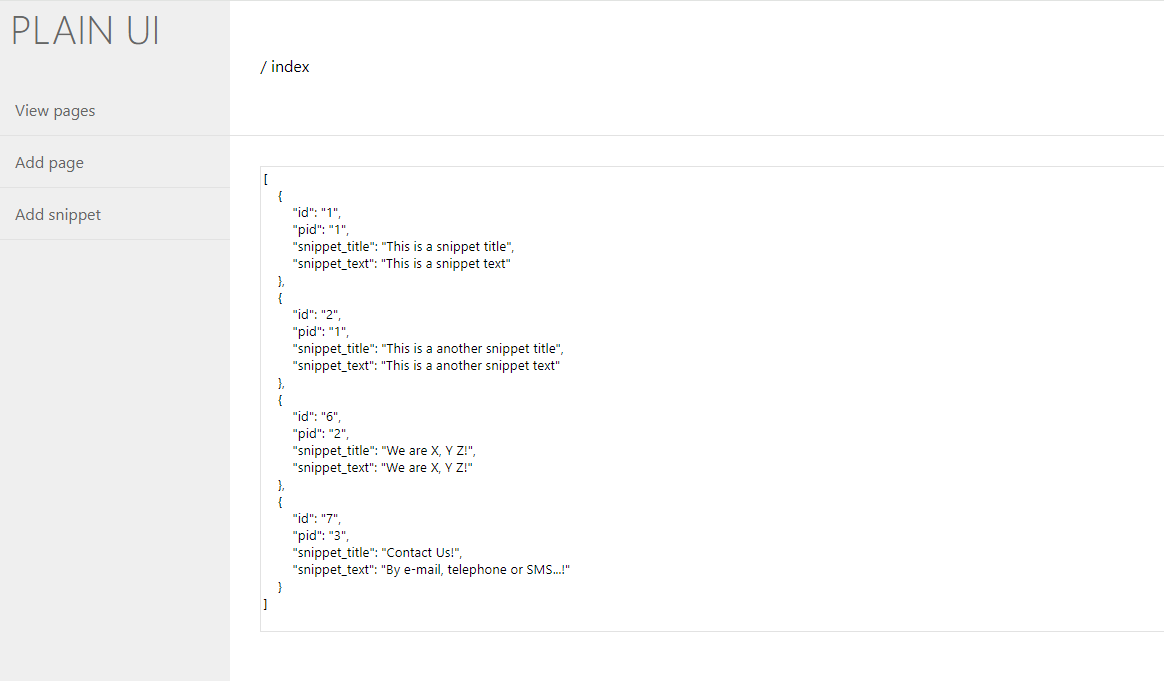 PLAIN UI
View pages
Add page
Add snippet
/ index
[
{
"id": "1",
"pid": "1",
"snippet_title": "This is a snippet title",
"snippet_text": "This is a snippet text"
},
{
"id": "2",
"pid": "1",
"snippet_title": "This is a another snippet title",
"snippet_text": "This is a another snippet text"
},
{
"id": "6",
"pid": "2",
"snippet_title": "We are X, Y Z!",
"snippet_text": "We are X, Y Z!"
},
{
"id": "7",
"pid": "3",
"snippet_title": "Contact Us!",
"snippet_text": "By e-mail, telephone or SMS...!"
}
]